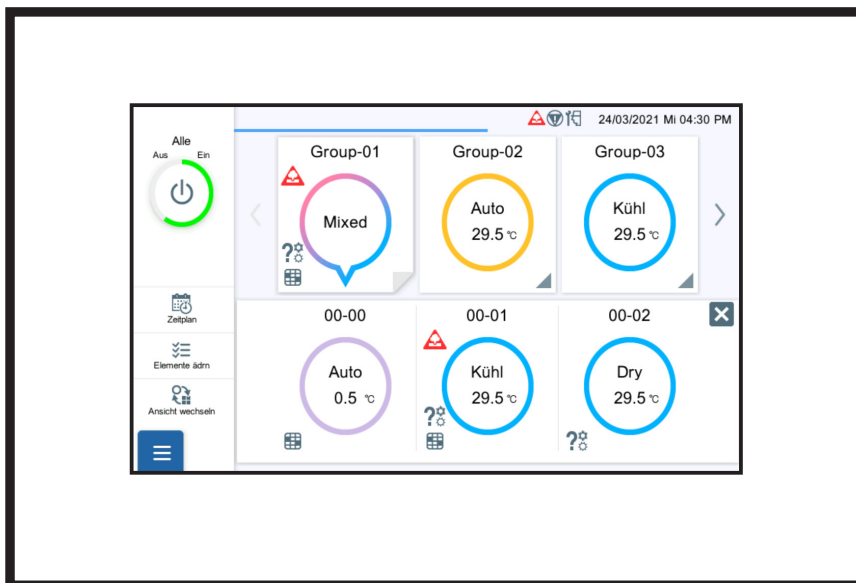 24/03/2021 Mi 04:30 PM
Alle
Aus Ein
Group-01
Mixed
Group-02
Auto
29.5 ℃
Group-03
Kühl
29.5 ℃
Zeitplan
Elemente ädrn
Ansicht wechseln
00-00
Auto
0.5 ℃
00-01
Kühl
29.5 ℃
00-02
Dry
29.5 ℃